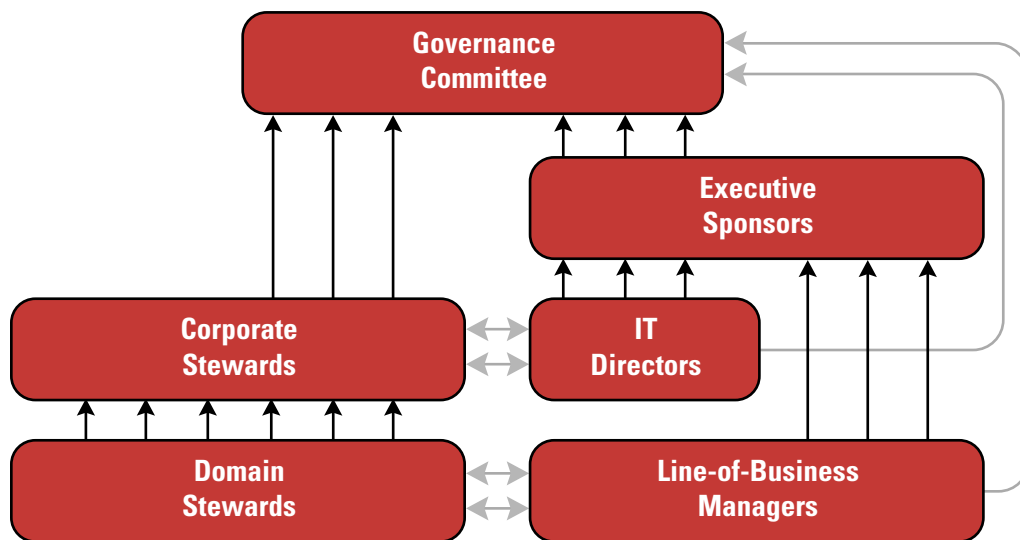 Governance
Committee
Executive
Sponsors
Corporate
Stewards
IT
Directors
Domain
Stewards
Line-of-Business
Managers